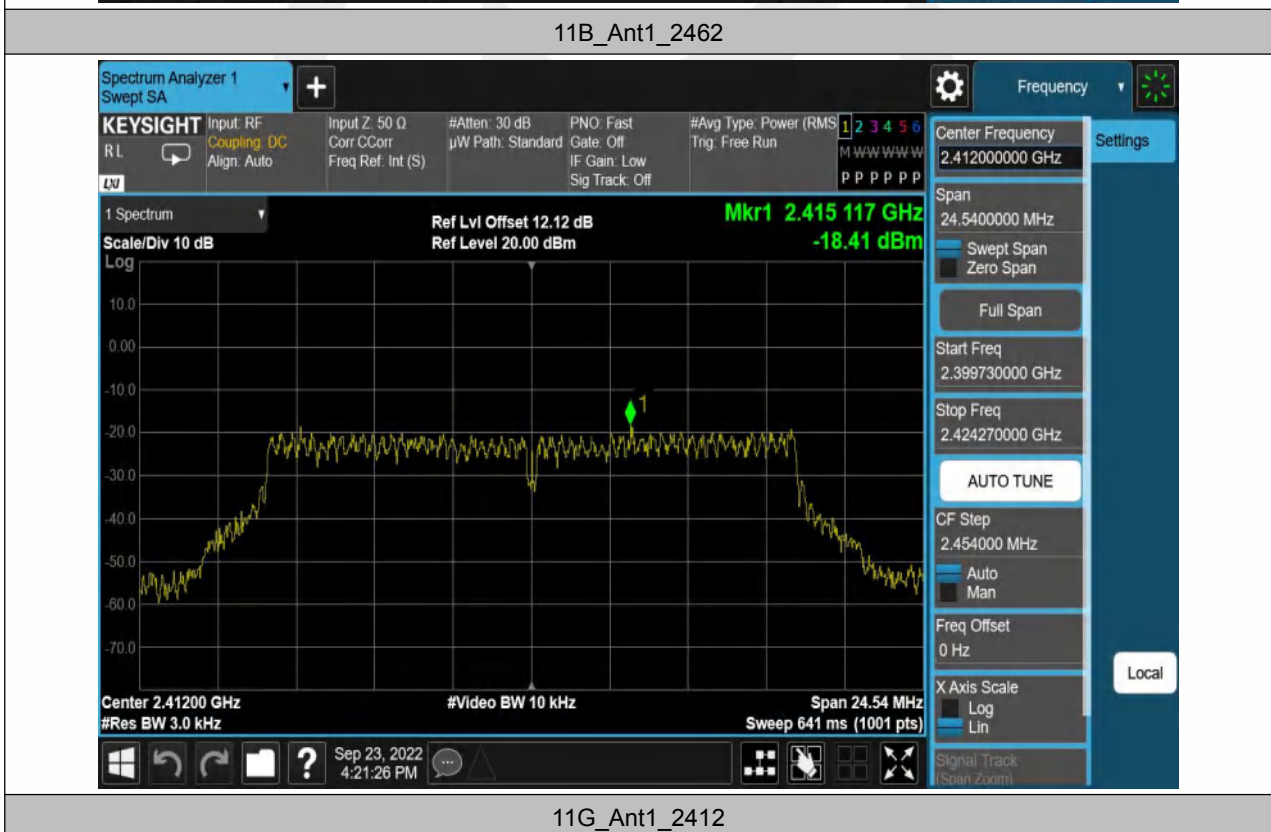 11B_Ant1_2462
Spectrum Analyzer 1
Swept SA
+
Frequency
KEYSIGHT
RL
LXI
Input: RF
Coupling: DC
Align: Auto
Input Z: 50 Ω
Corr CCorr
Freq Ref: Int (S)
#Atten: 30 dB
µW Path: Standard
PNO: Fast
Gate: Off
IF Gain: Low
Sig Track: Off
#Avg Type: Power (RMS
Trig: Free Run
1 2 3 4 5 6
M W W W W W
P P P P P P
1 Spectrum
Scale/Div 10 dB
Log
Ref Lvl Offset 12.12 dB
Ref Level 20.00 dBm
Mkr1 2.415 117 GHz
-18.41 dBm
10.0
0.00
-10.0
-20.0
-30.0
-40.0
-50.0
-60.0
-70.0
1
Center 2.41200 GHz
#Res BW 3.0 kHz
#Video BW 10 kHz
Span 24.54 MHz
Sweep 641 ms (1001 pts)
Center Frequency
2.412000000 GHz
Settings
Span
24.5400000 MHz
Swept Span
Zero Span
Full Span
Start Freq
2.399730000 GHz
Stop Freq
2.424270000 GHz
AUTO TUNE
CF Step
2.454000 MHz
Auto
Man
Freq Offset
0 Hz
X Axis Scale
Log
Lin
Local
Signal Track
(Span Zoom)
?
Sep 23, 2022
4:21:26 PM
11G_Ant1_2412